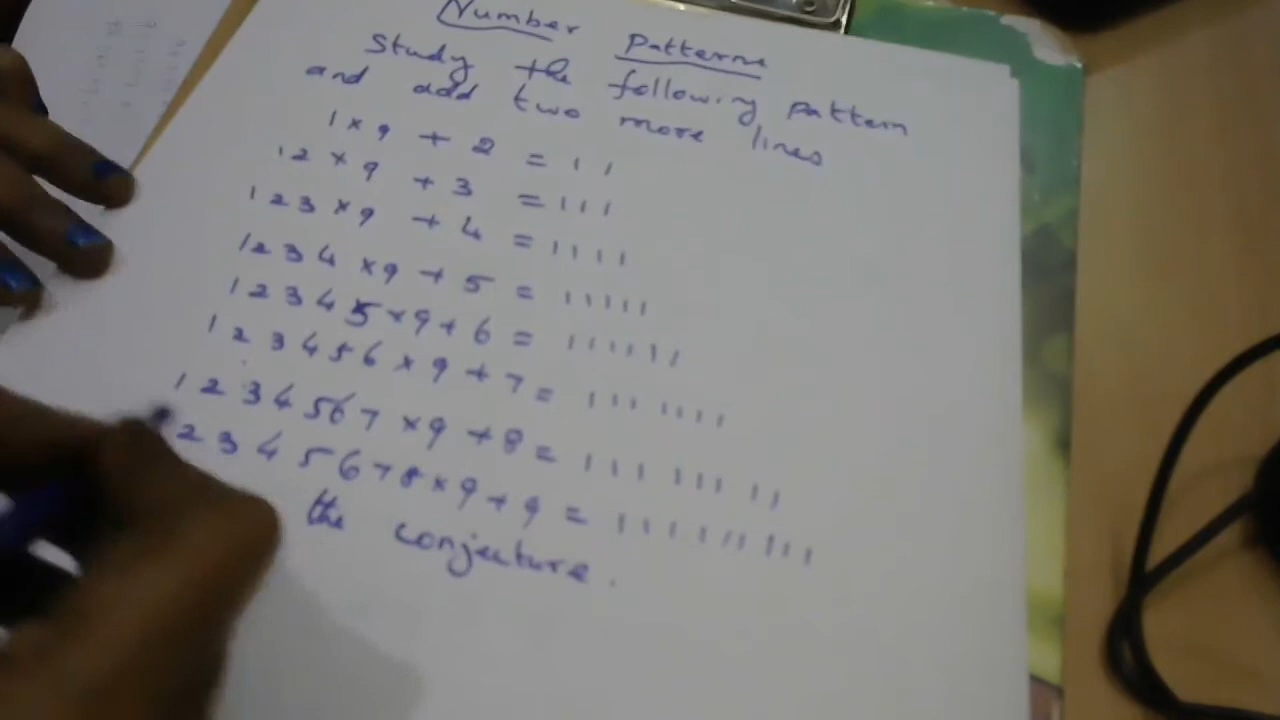 Number Patterns
Study the following pattern
and add two more lines
1 × 9 + 2 = 11
12 × 9 + 3 = 111
123 × 9 + 4 = 1111
1234 × 9 + 5 = 11111
12345 × 9 + 6 = 111111
123456 × 9 + 7 = 1111111
1234567 × 9 + 8 = 11111111
2345678 × 9 + 9 = 111111111
the conjecture.